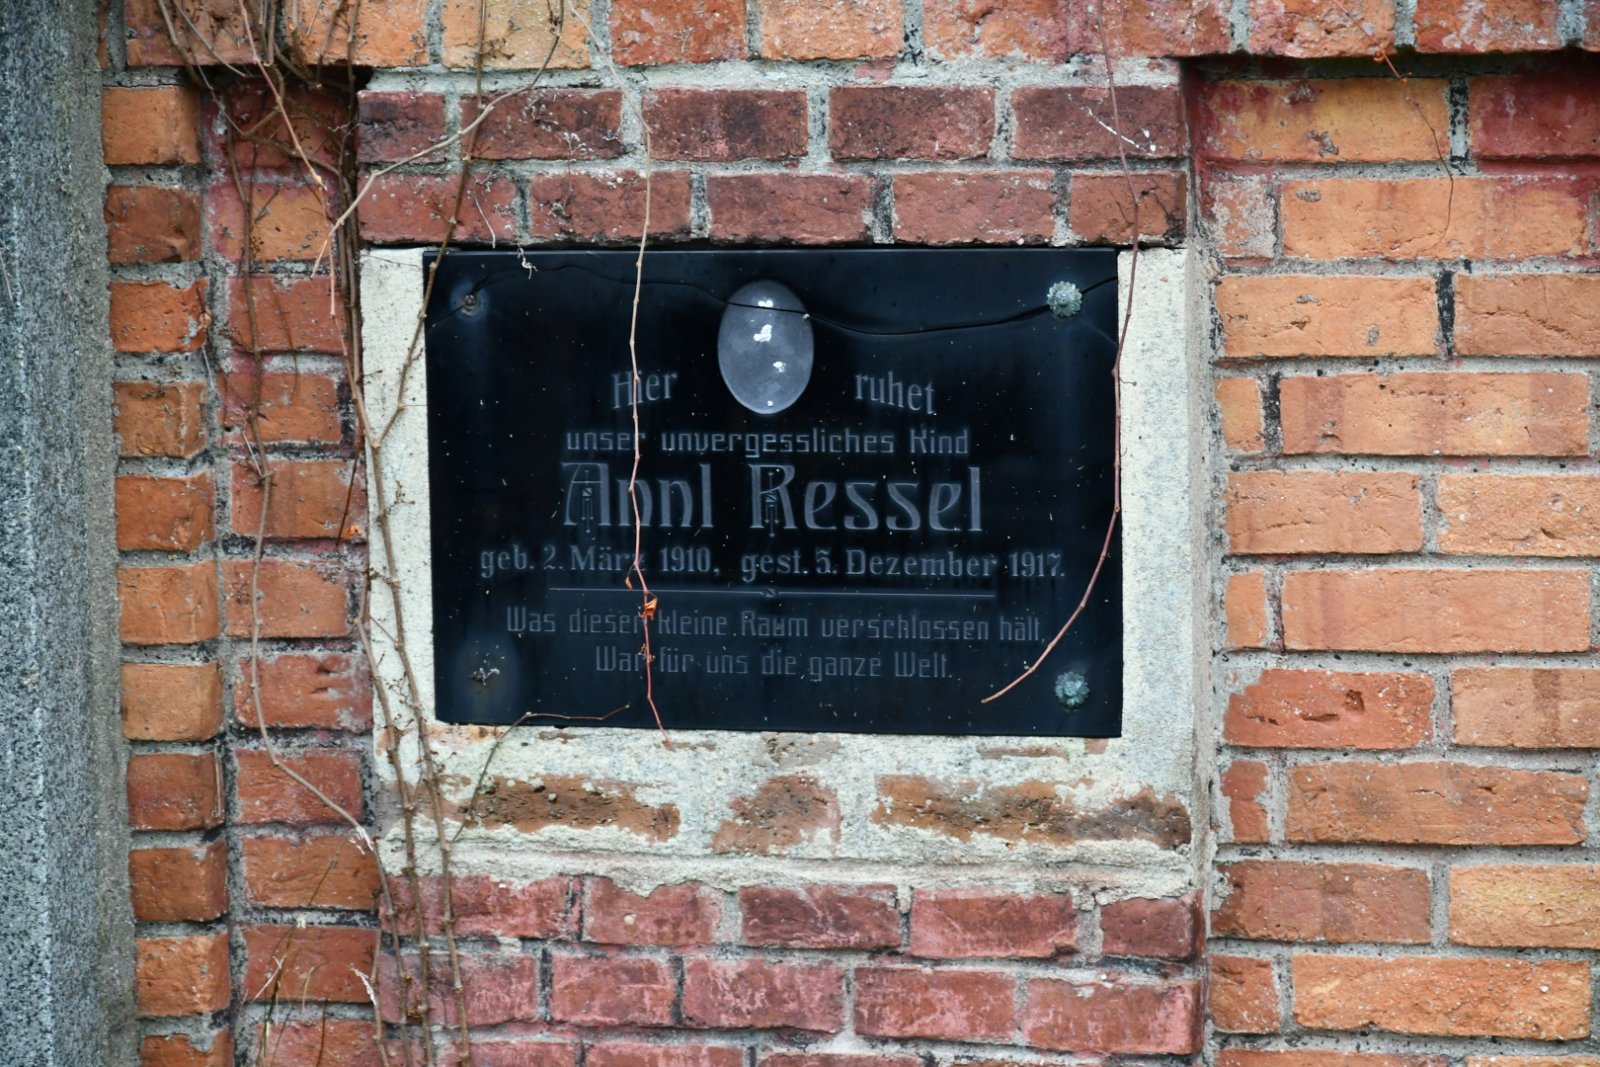 Hier ruhet
unser unvergessliches Kind
Annl Ressel
geb. 2. März 1910, gest. 5. Dezember 1917.
Was dieser kleine Raum verschlossen hält,
War für uns die ganze Welt.